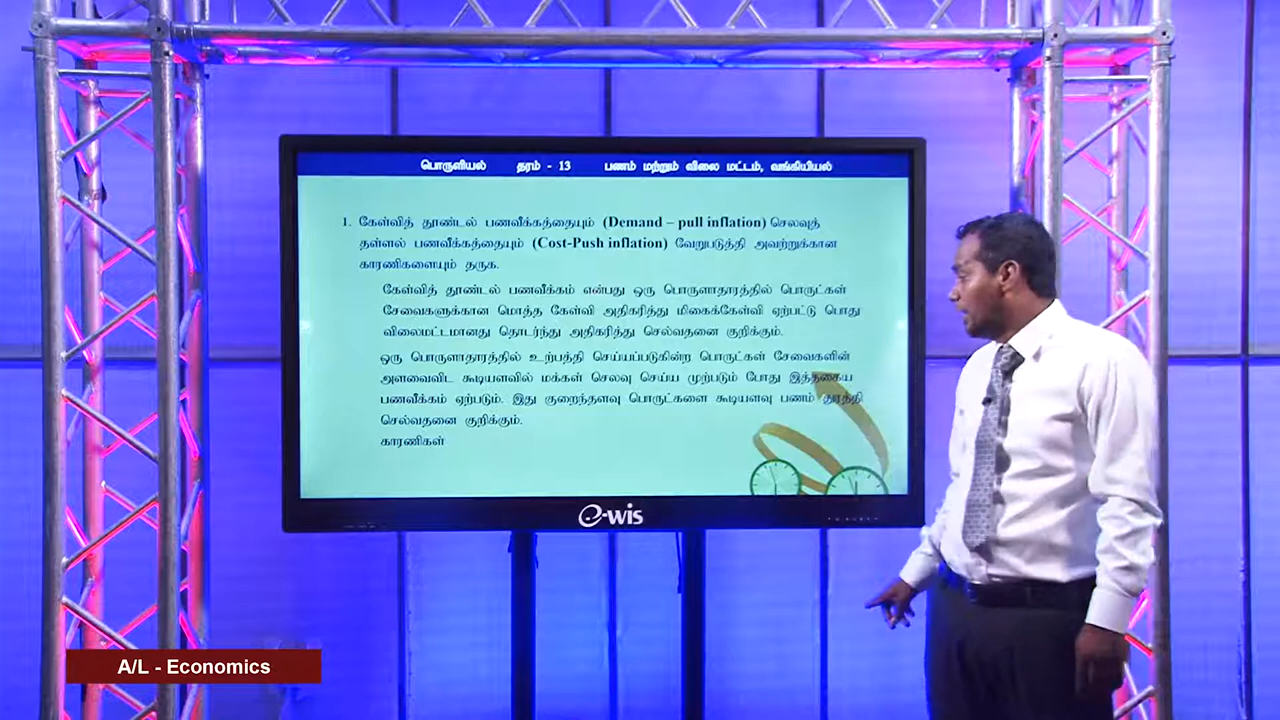 பொருளியல் தரம் - 13 பணம் மற்றும் விலை மட்டம், வங்கியியல்
1. கேள்வித் தூண்டல் பணவீக்கத்தையும் (Demand – pull inflation) செலவுத்
தள்ளல் பணவீக்கத்தையும் (Cost-Push inflation) வேறுபடுத்தி அவற்றுக்கான
காரணிகளையும் தருக.
கேள்வித் தூண்டல் பணவீக்கம் என்பது ஒரு பொருளாதாரத்தில் பொருட்கள்
சேவைகளுக்கான மொத்த கேள்வி அதிகரித்து மிகைக்கேள்வி ஏற்பட்டு பொது
விலைமட்டமானது தொடர்ந்து அதிகரித்து செல்வதனை குறிக்கும்.
ஒரு பொருளாதாரத்தில் உற்பத்தி செய்யப்படுகின்ற பொருட்கள் சேவைகளின்
அளவைவிட கூடியளவில் மக்கள் செலவு செய்ய முற்படும் போது இத்தகைய
பணவீக்கம் ஏற்படும். இது குறைந்தளவு பொருட்களை கூடியளவு பணம் துரத்தி
செல்வதனை குறிக்கும்.
காரணிகள்
e-wis
A/L - Economics